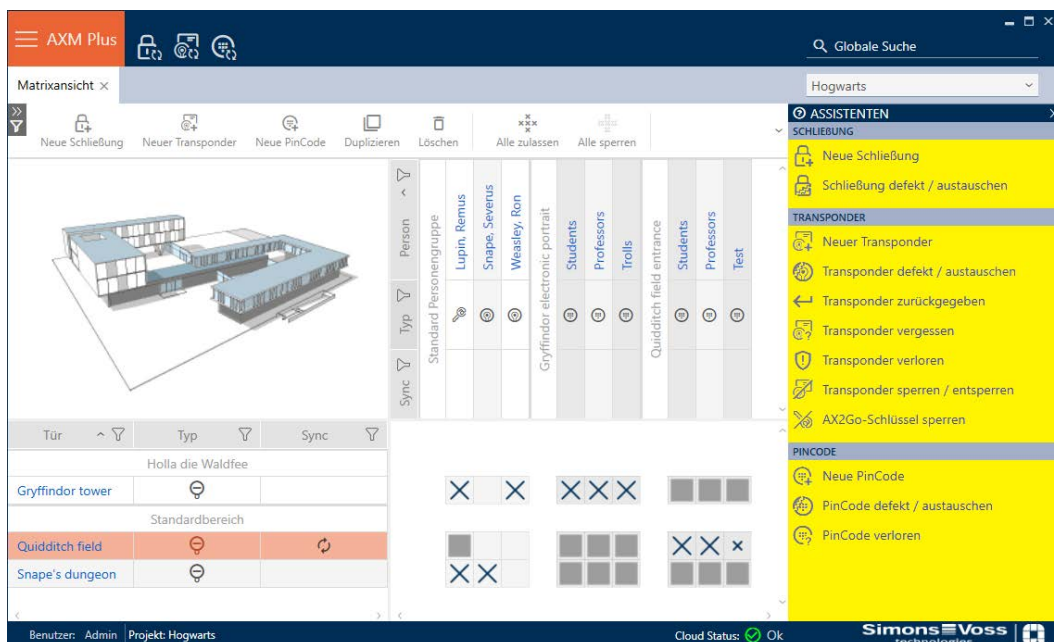 AXM Plus
Globale Suche
Matrixansicht
Hogwarts
Neue Schließung
Neuer Transponder
Neue PinCode
Duplizieren
Löschen
Alle zulassen
Alle sperren
Person
Typ
Sync
Standard Personengruppe
Lupin, Remus
Snape, Severus
Weasley, Ron
Gryffindor electronic portrait
Students
Professors
Trolls
Quidditch field entrance
Students
Professors
Test
Tür
Typ
Sync
Holla die Waldfee
Gryffindor tower
Standardbereich
Quidditch field
Snape's dungeon
ASSISTENTEN
SCHLIEßUNG
Neue Schließung
Schließung defekt / austauschen
TRANSPONDER
Neuer Transponder
Transponder defekt / austauschen
Transponder zurückgegeben
Transponder vergessen
Transponder verloren
Transponder sperren / entsperren
AX2Go-Schlüssel sperren
PINCODE
Neue PinCode
PinCode defekt / austauschen
PinCode verloren
Benutzer: Admin Projekt: Hogwarts
Cloud Status: Ok
SimonsVoss
technologies